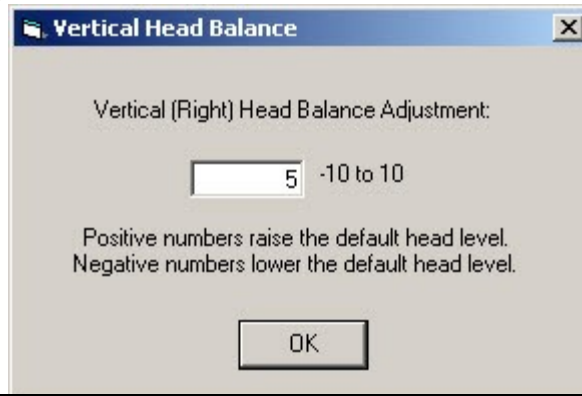 Vertical Head Balance
Vertical (Right) Head Balance Adjustment:
5 -10 to 10
Positive numbers raise the default head level.
Negative numbers lower the default head level.
OK